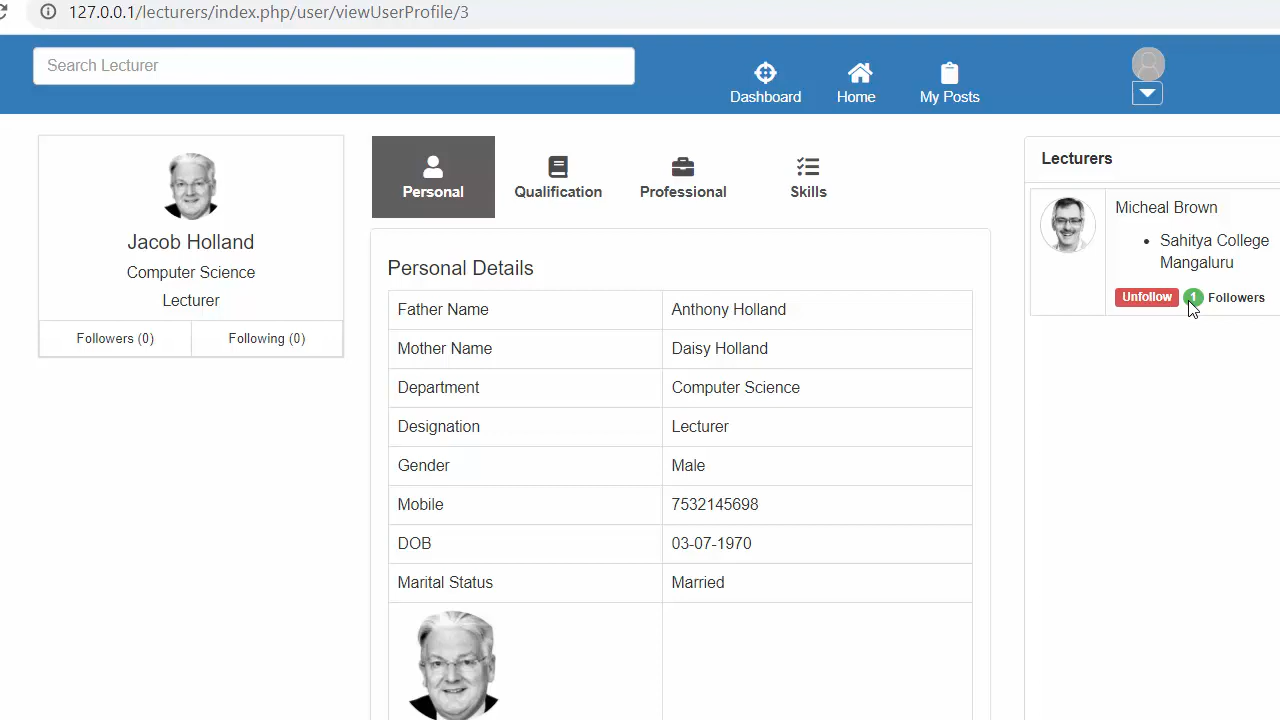 127.0.0.1/lecturers/index.php/user/viewUserProfile/3
Search Lecturer
Dashboard
Home
My Posts
Jacob Holland
Computer Science
Lecturer
Followers (0)
Following (0)
Personal
Qualification
Professional
Skills
Personal Details
Father Name Anthony Holland
Mother Name Daisy Holland
Department Computer Science
Designation Lecturer
Gender Male
Mobile 7532145698
DOB 03-07-1970
Marital Status Married
Lecturers
Micheal Brown
• Sahitya College
Mangaluru
Unfollow 1 Followers